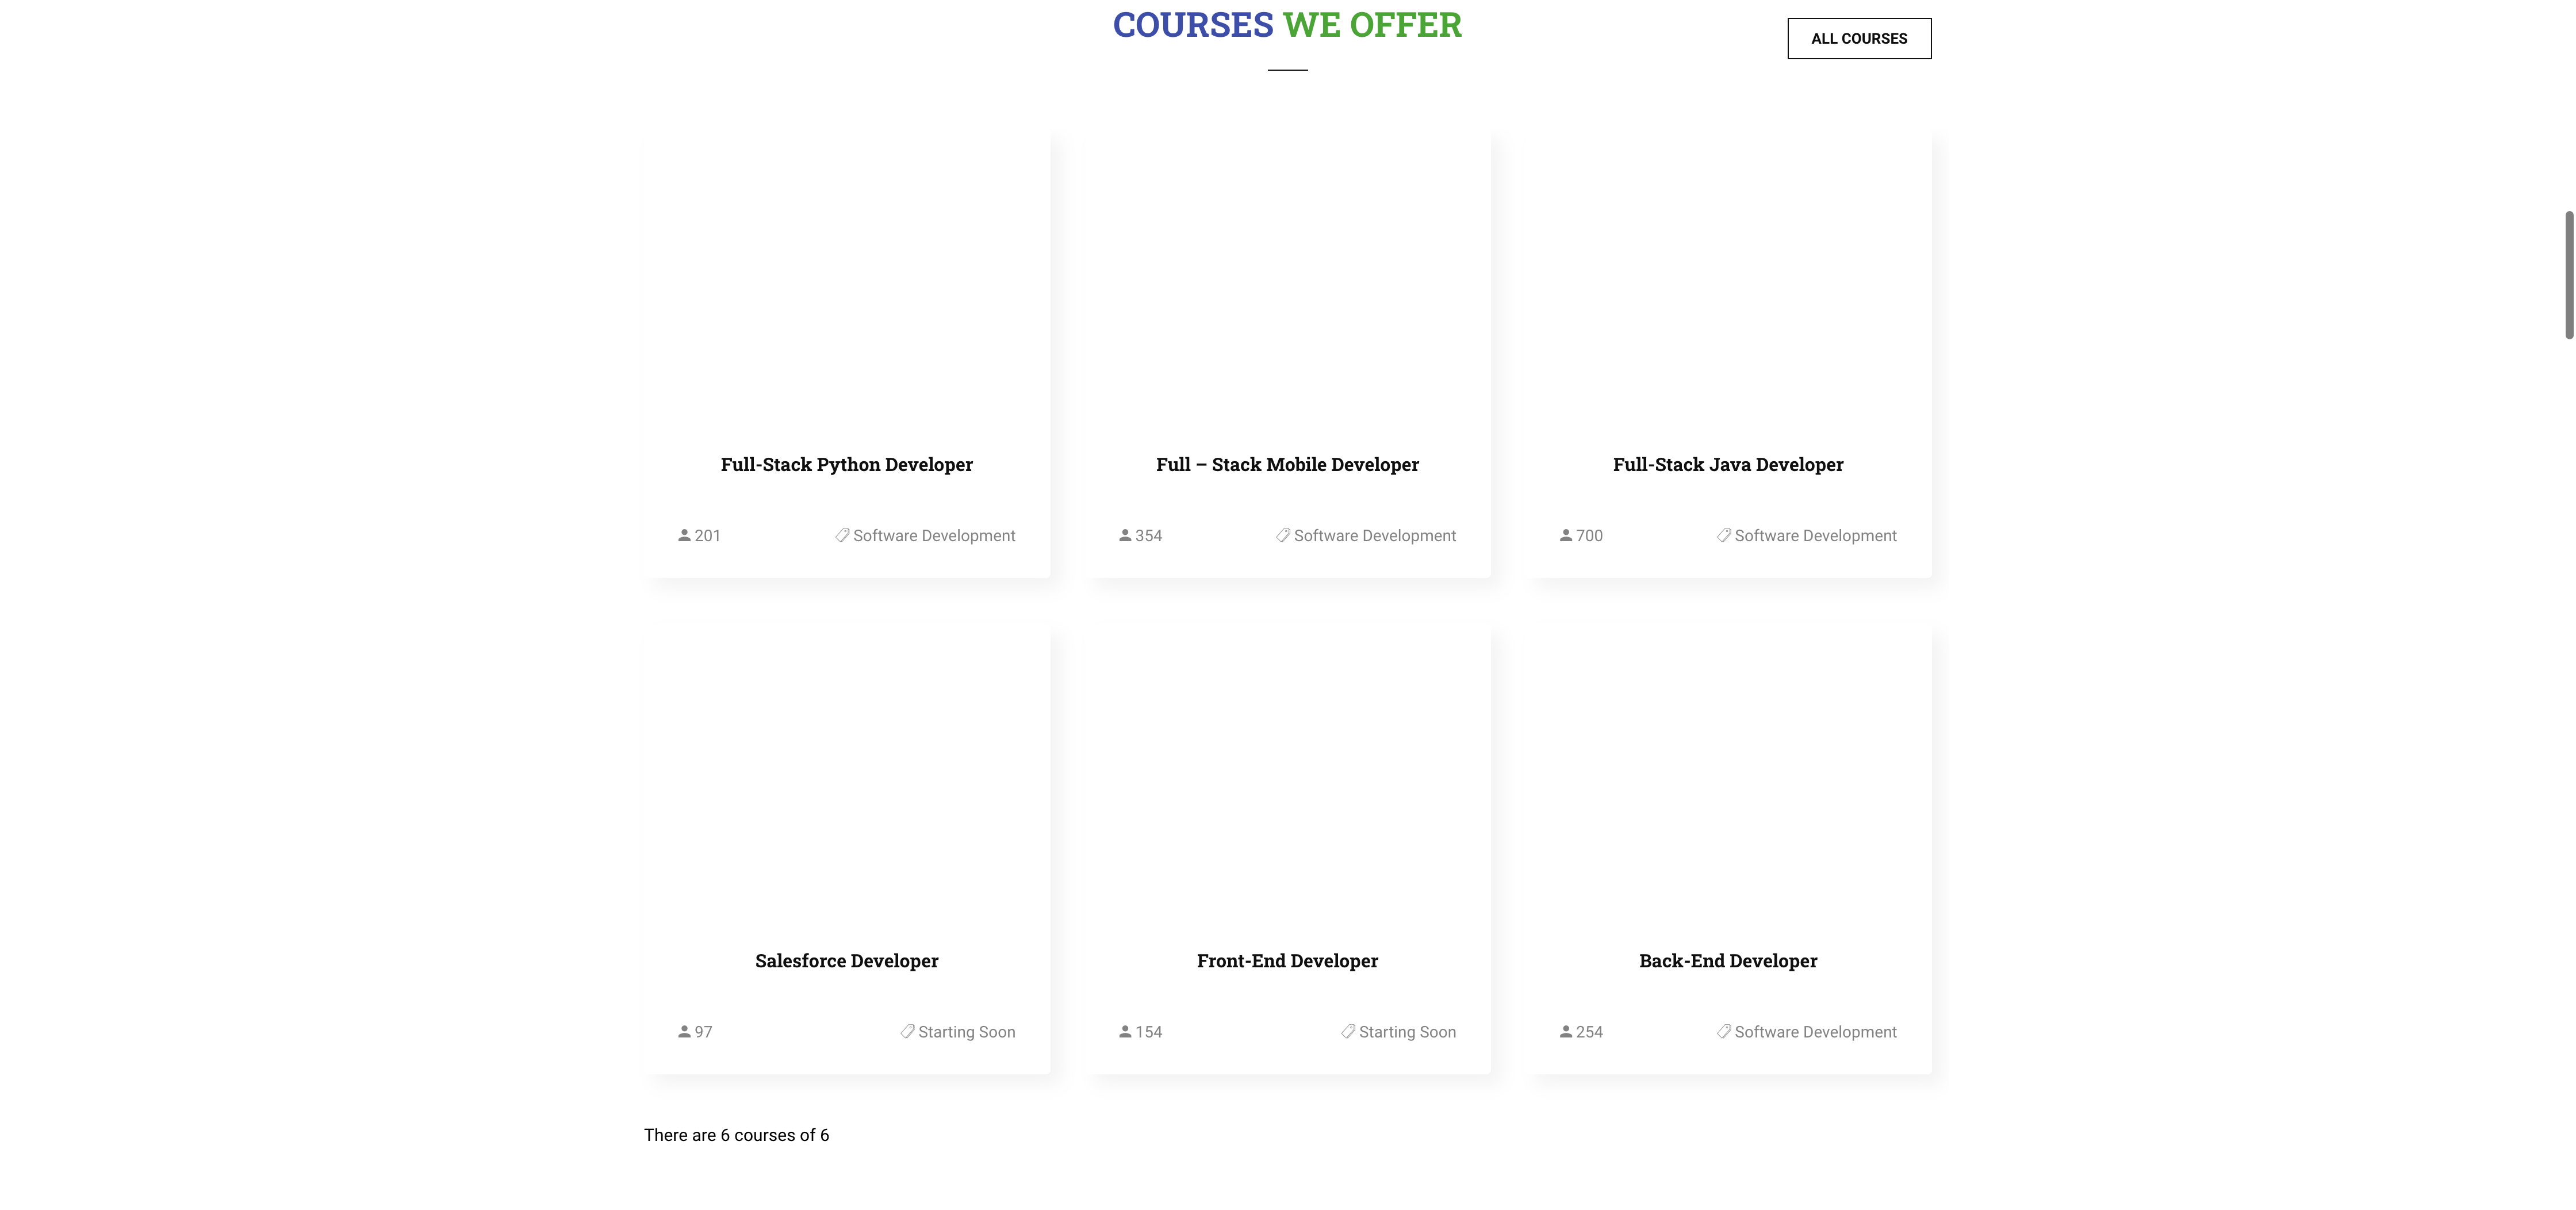 COURSES WE OFFER
ALL COURSES
Full-Stack Python Developer
201
Software Development
Full – Stack Mobile Developer
354
Software Development
Full-Stack Java Developer
700
Software Development
Salesforce Developer
97
Starting Soon
Front-End Developer
154
Starting Soon
Back-End Developer
254
Software Development
There are 6 courses of 6